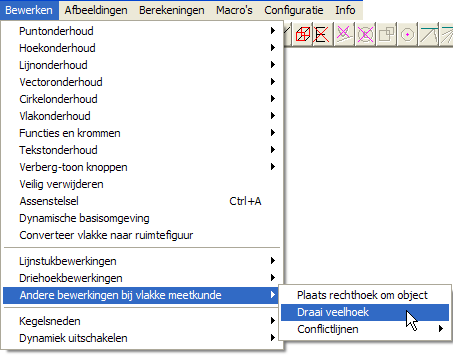 Bewerken Afbeeldingen Berekeningen Macro's Configuratie Info
Puntonderhoud
Hoekonderhoud
Lijnonderhoud
Vectoronderhoud
Cirkelonderhoud
Vlakonderhoud
Functies en krommen
Tekstonderhoud
Verberg-toon knoppen
Veilig verwijderen
Assenstelsel Ctrl+A
Dynamische basisomgeving
Converteer vlakke naar ruimtefiguur
Lijnstukbewerkingen
Driehoekbewerkingen
Andere bewerkingen bij vlakke meetkunde
Plaats rechthoek om object
Draai veelhoek
Conflictlijnen
Kegelsneden
Dynamiek uitschakelen